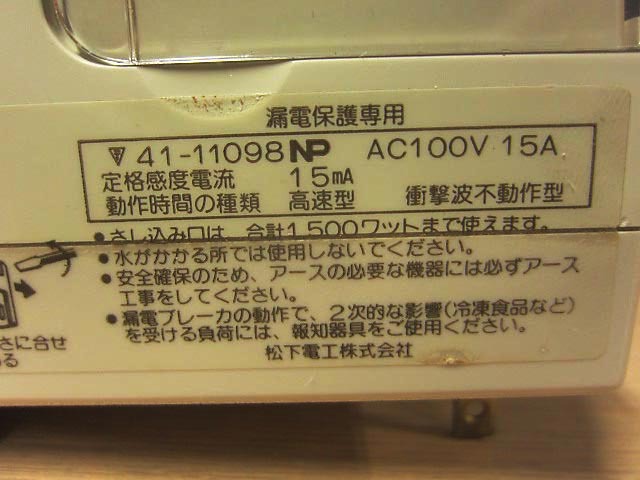 漏電保護専用
41-11098 NP AC100V 15A
定格感度電流 15mA
動作時間の種類 高速型 衝撃波不動作型
•さし込み口は、合計1,500ワットまで使えます。
•水がかかる所では使用しないでください。
•安全確保のため、アースの必要な機器には必ずアース
工事をしてください。
•漏電ブレーカの動作で、2次的な影響(冷凍食品など)
を受ける負荷には、報知器具をご使用ください。
松下電工株式会社
さに合せ
める